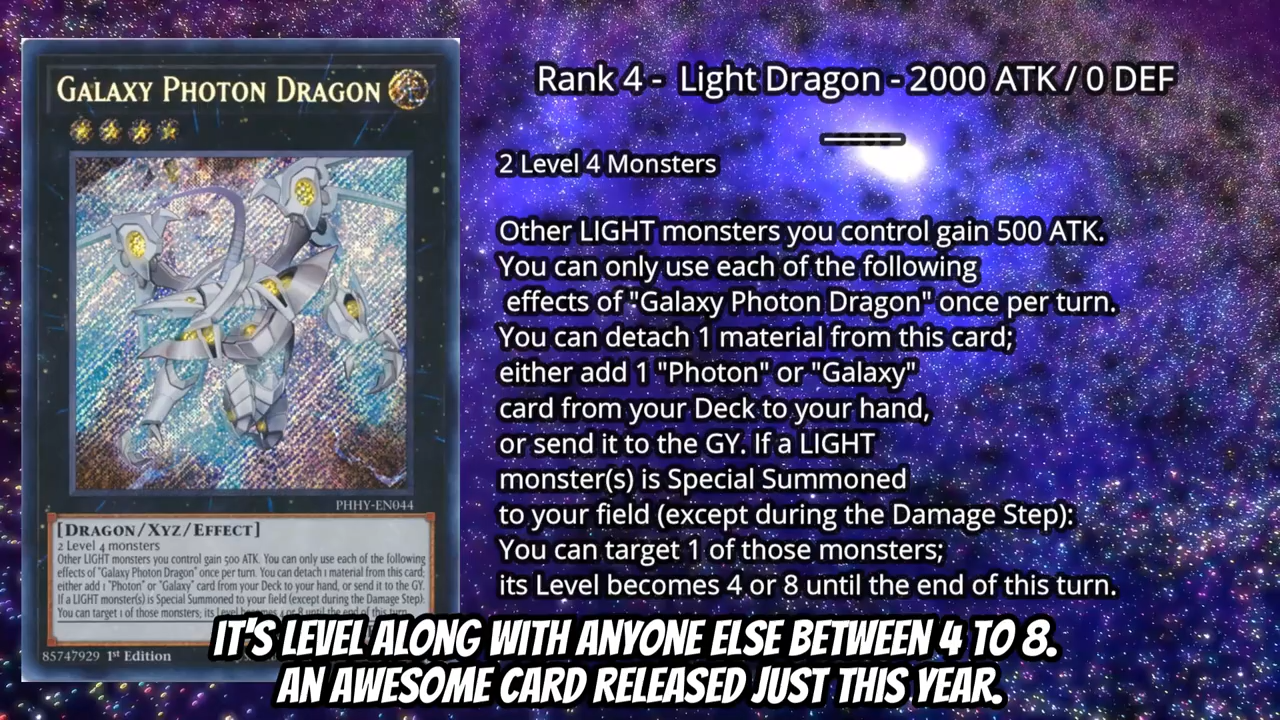 GALAXY PHOTON DRAGON
PHHY-EN044
[DRAGON/XYZ/EFFECT]
2 Level 4 monsters
Other LIGHT monsters you control gain 500 ATK. You can only use each of the following
effects of "Galaxy Photon Dragon" once per turn. You can detach 1 material from this card;
either add 1 "Photon" or "Galaxy" card from your Deck to your hand, or send it to the GY.
If a LIGHT monster(s) is Special Summoned to your field (except during the Damage Step):
You can target 1 of those monsters; its Level becomes 4 or 8 until the end of this turn.
85747929 1st Edition
Rank 4 - Light Dragon - 2000 ATK / 0 DEF
2 Level 4 Monsters
Other LIGHT monsters you control gain 500 ATK.
You can only use each of the following
effects of "Galaxy Photon Dragon" once per turn.
You can detach 1 material from this card;
either add 1 "Photon" or "Galaxy"
card from your Deck to your hand,
or send it to the GY. If a LIGHT
monster(s) is Special Summoned
to your field (except during the Damage Step):
You can target 1 of those monsters;
its Level becomes 4 or 8 until the end of this turn.
IT'S LEVEL ALONG WITH ANYONE ELSE BETWEEN 4 TO 8.
AN AWESOME CARD RELEASED JUST THIS YEAR.